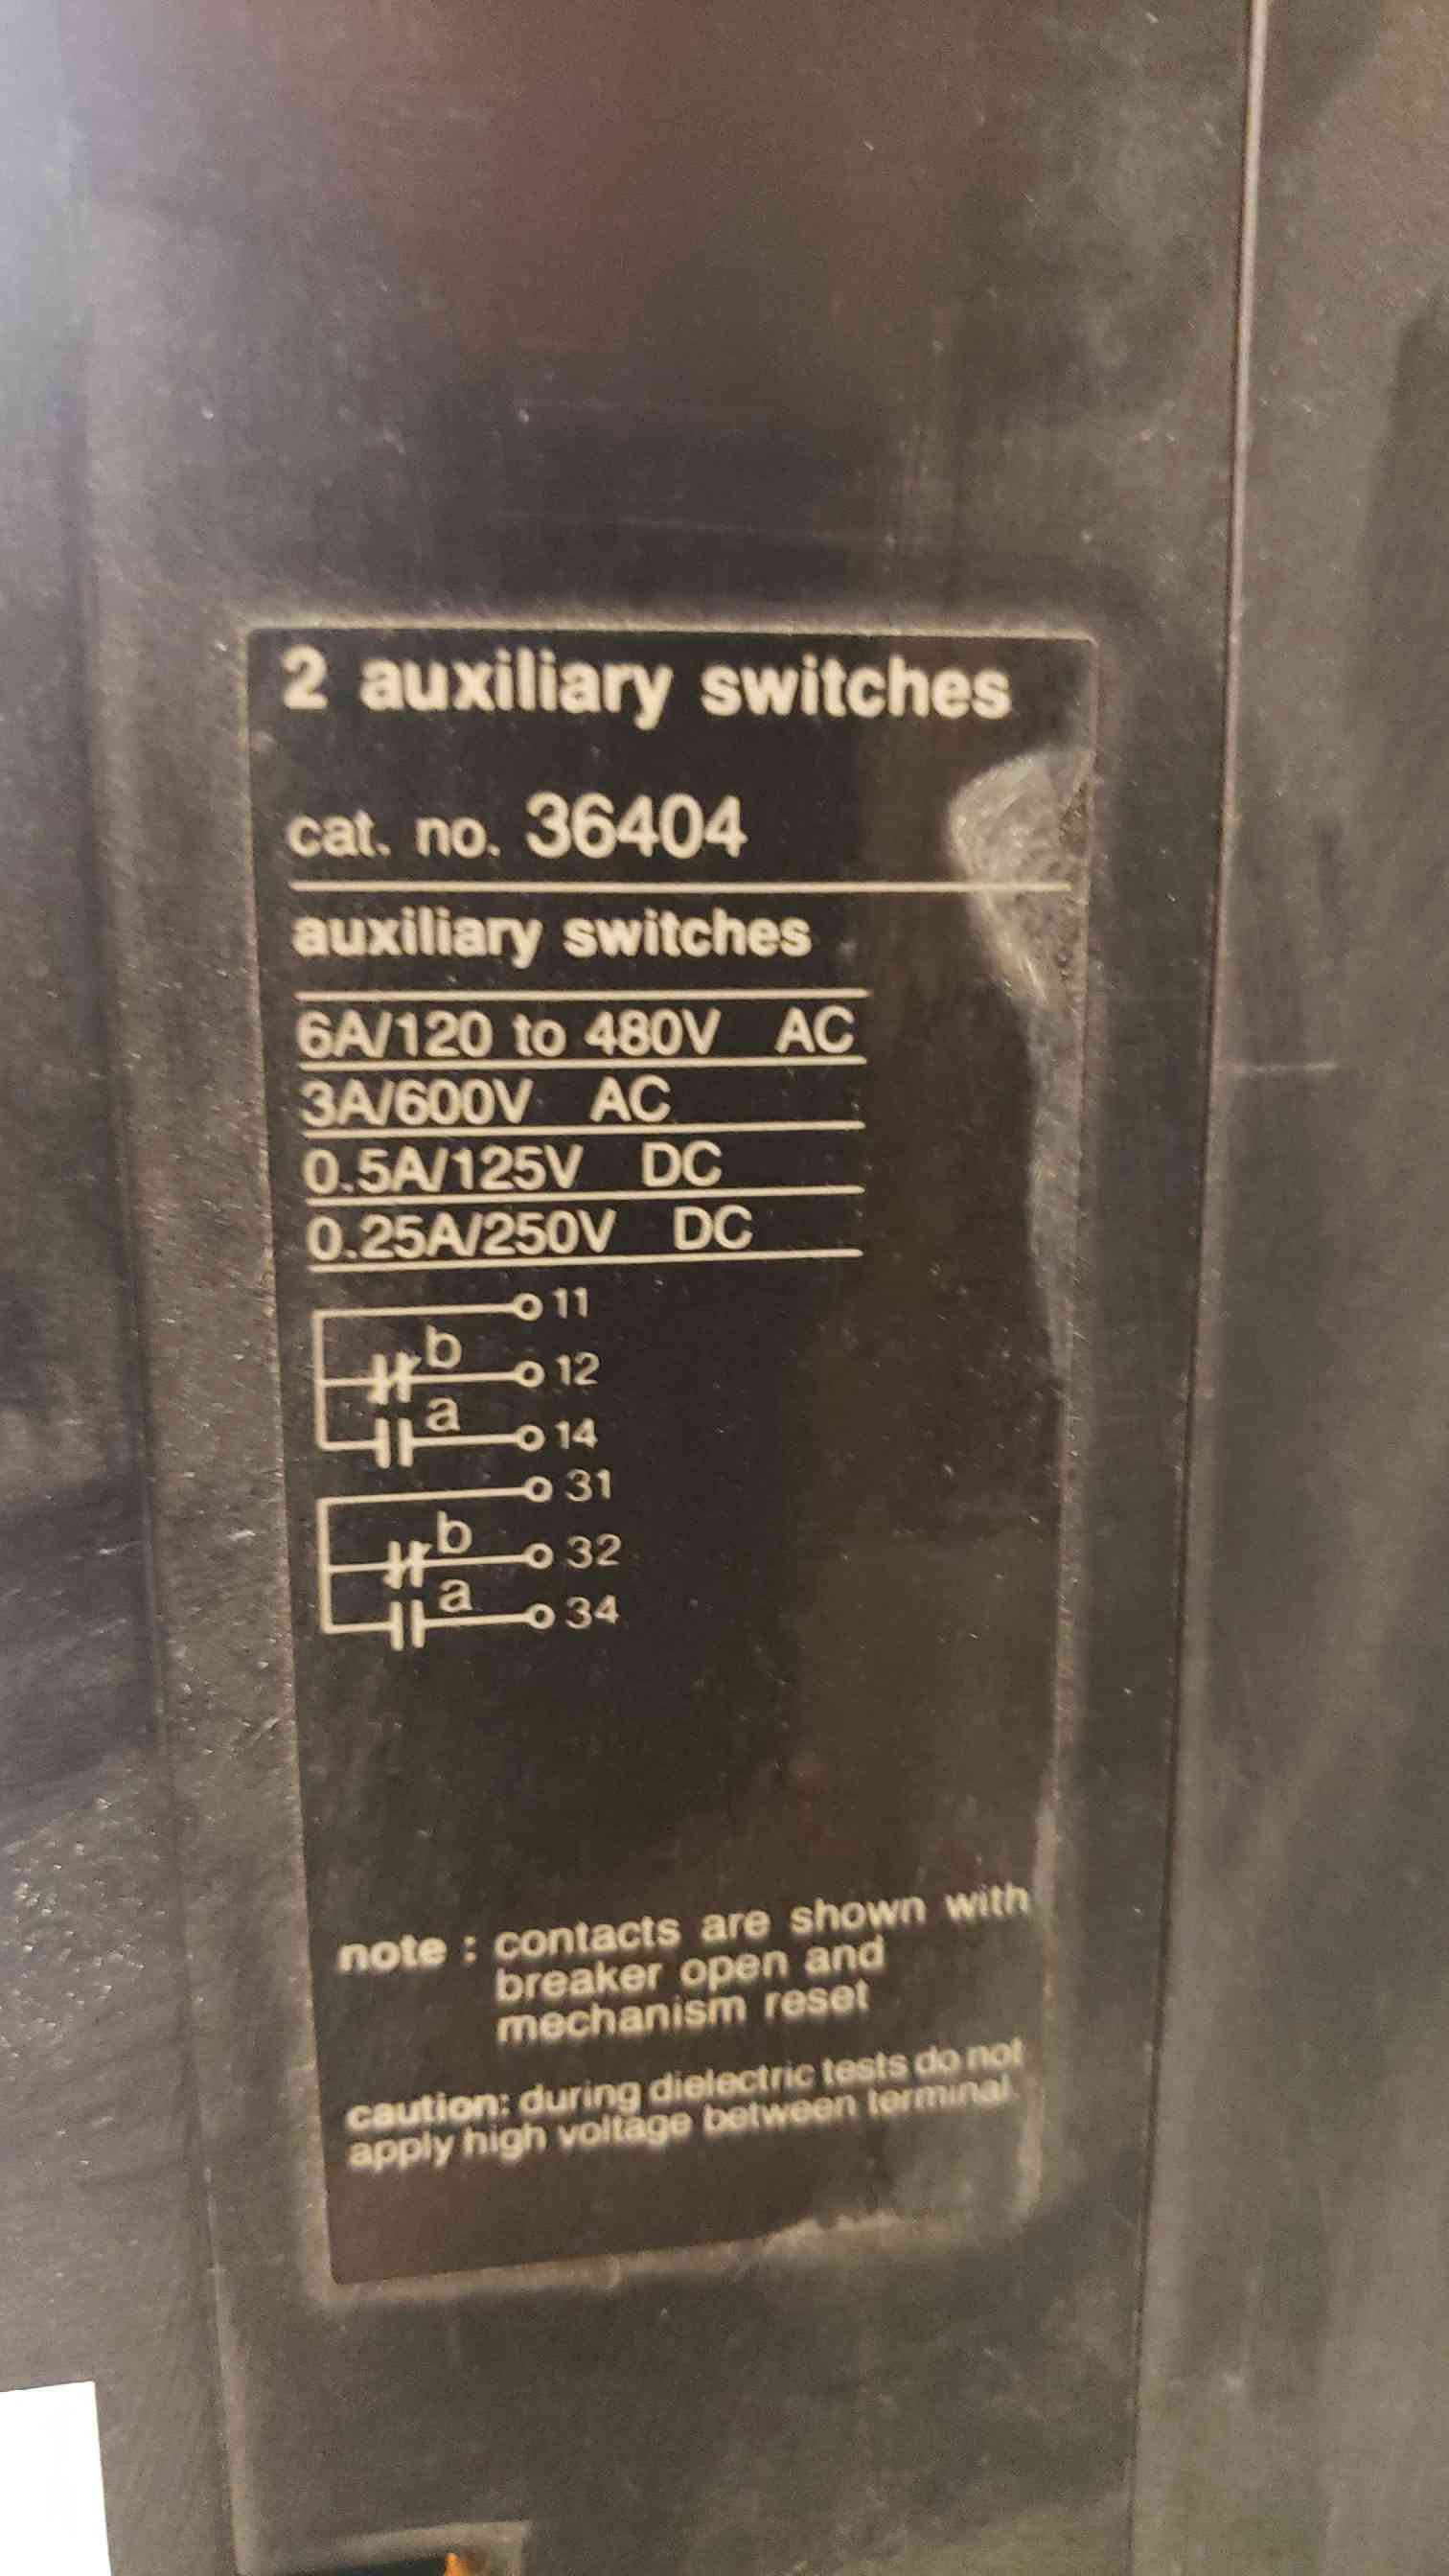 2 auxiliary switches
cat. no. 36404
auxiliary switches
6A/120 to 480V AC
3A/600V AC
0.5A/125V DC
0.25A/250V DC
11
b
12
a
14
31
b
32
a
34
note : contacts are shown with
breaker open and
mechanism reset
caution: during dielectric tests do not
apply high voltage between terminal.